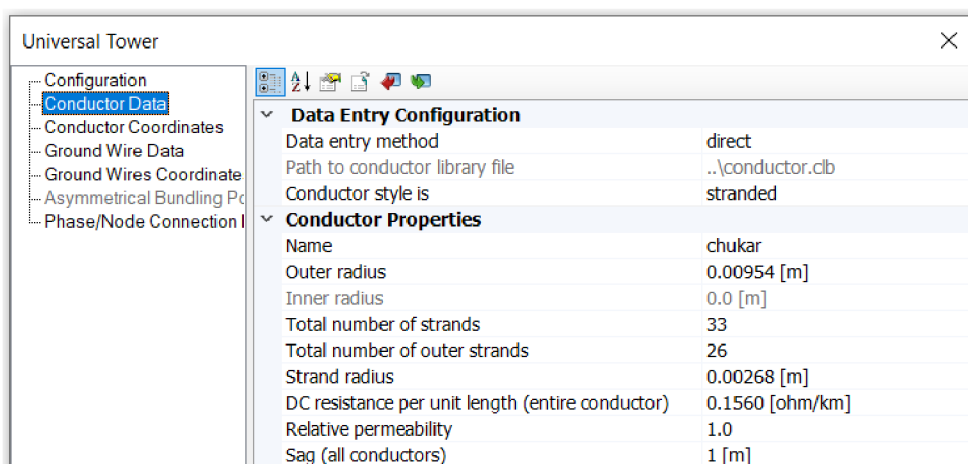 Universal Tower
Configuration
Conductor Data
Conductor Coordinates
Ground Wire Data
Ground Wires Coordinate
Asymmetrical Bundling Po
Phase/Node Connection I
Data Entry Configuration
Data entry method direct
Path to conductor library file ..\conductor.clb
Conductor style is stranded
Conductor Properties
Name chukar
Outer radius 0.00954 [m]
Inner radius 0.0 [m]
Total number of strands 33
Total number of outer strands 26
Strand radius 0.00268 [m]
DC resistance per unit length (entire conductor) 0.1560 [ohm/km]
Relative permeability 1.0
Sag (all conductors) 1 [m]